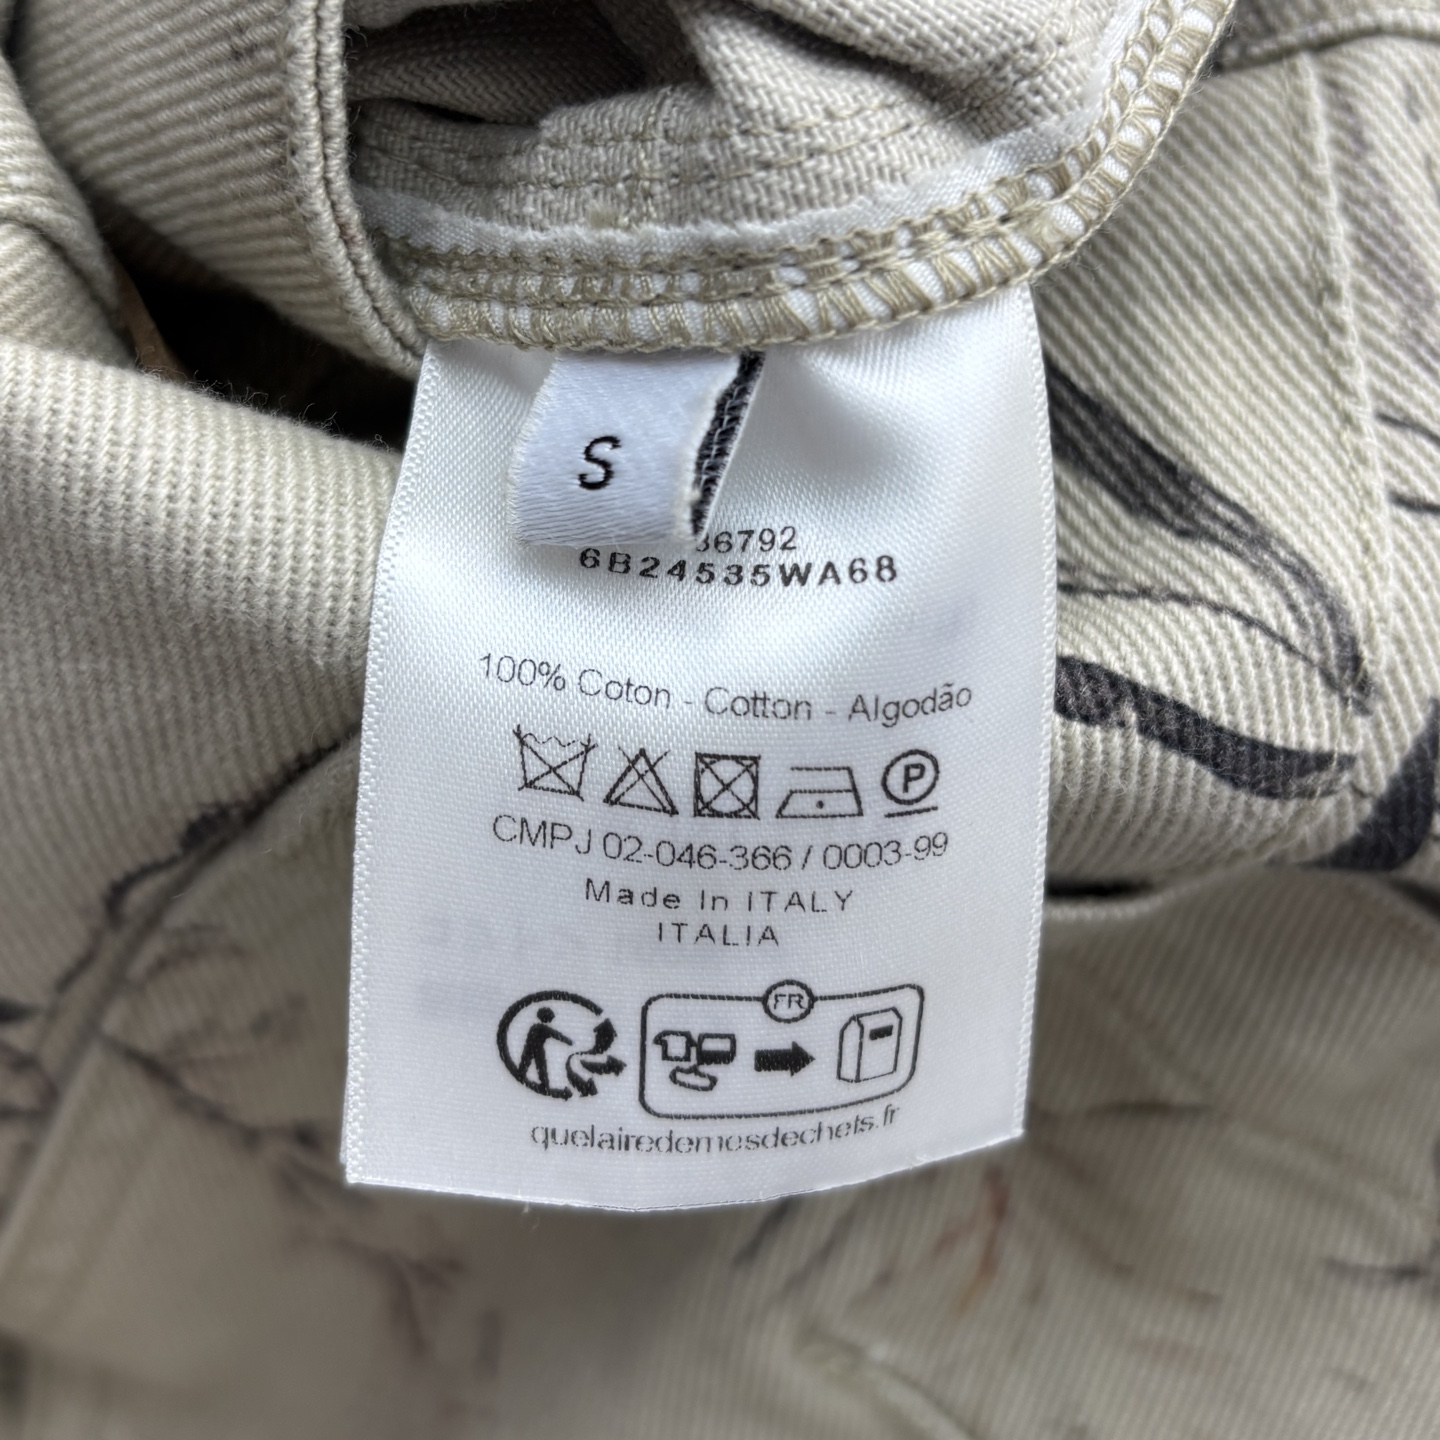 S
36792
6B24535WA68
100% Coton - Cotton - Algodão
P
CMPJ 02-046-366 / 0003-99
Made In ITALY
ITALIA
FR
quelairedemesdechets.fr